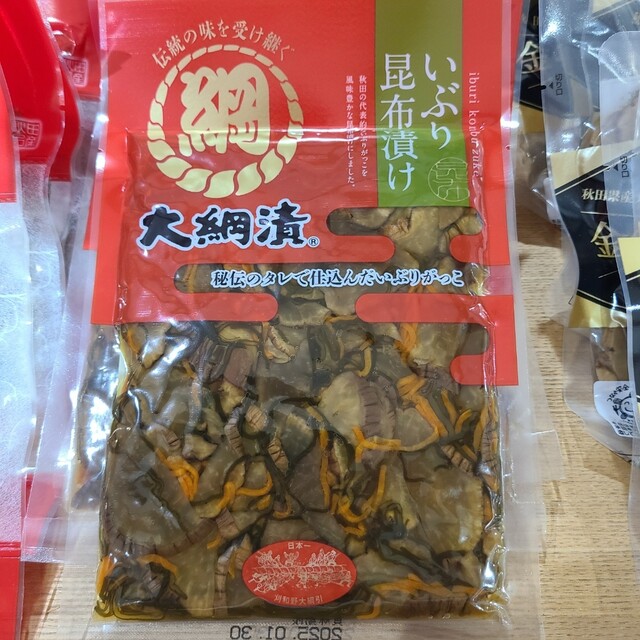 伝統の味を受け継ぐ
綱
いぶり
昆布漬け
iburi konbuzuke
秋田の代表的いぶりがっこを
風味豊かな昆布漬けにしました。
大綱漬®
秘伝のタレで仕込んだいぶりがっこ
日本一
刈和野大綱引
2025.01.30
秋田県産
金